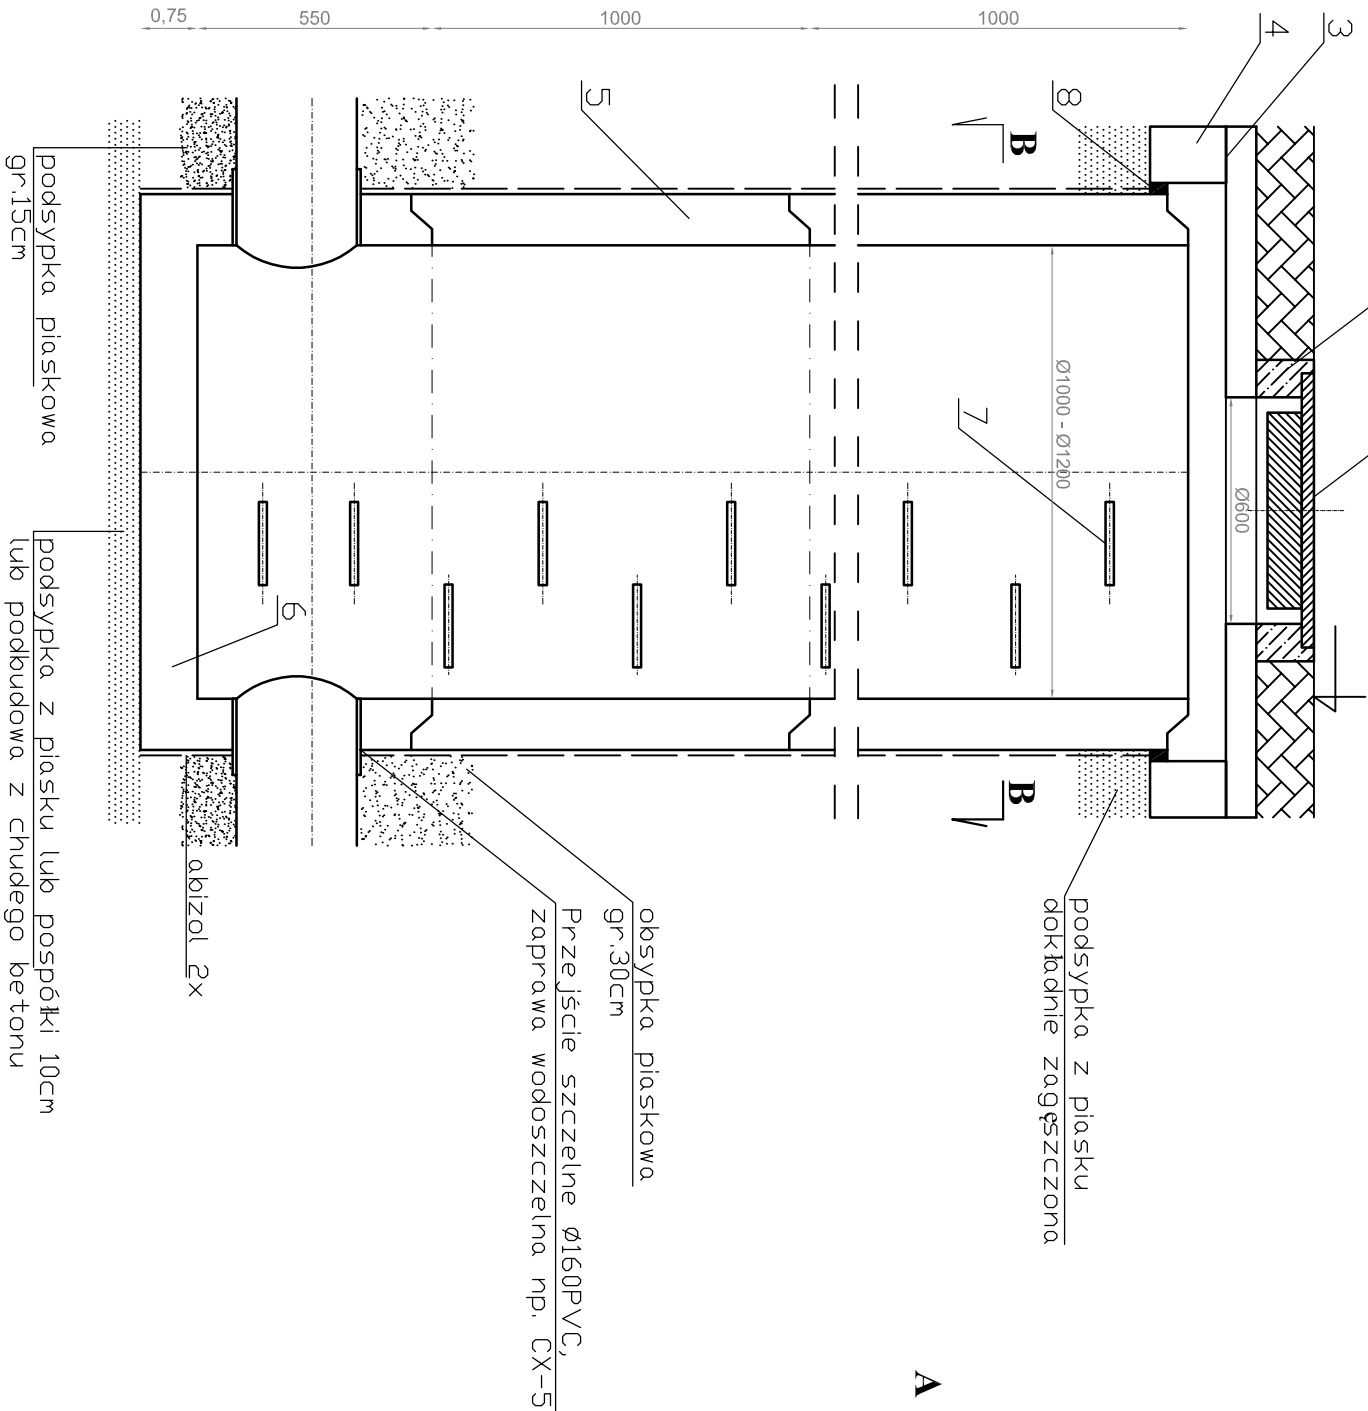 0,75
550
1000
1000
3
4
5
8
B
B
7
Ø1000 - Ø1200
Ø600
6
podsypka piaskowa
gr.15cm
podsypka z piasku lub pospółki 10cm
lub podbudowa z chudego betonu
abizol 2x
obsypka piaskowa
gr.30cm
Przejście szczelne Ø160PVC,
zaprawa wodoszczelna np. CX-5
podsypka z piasku
dokładnie zagęszczona
A